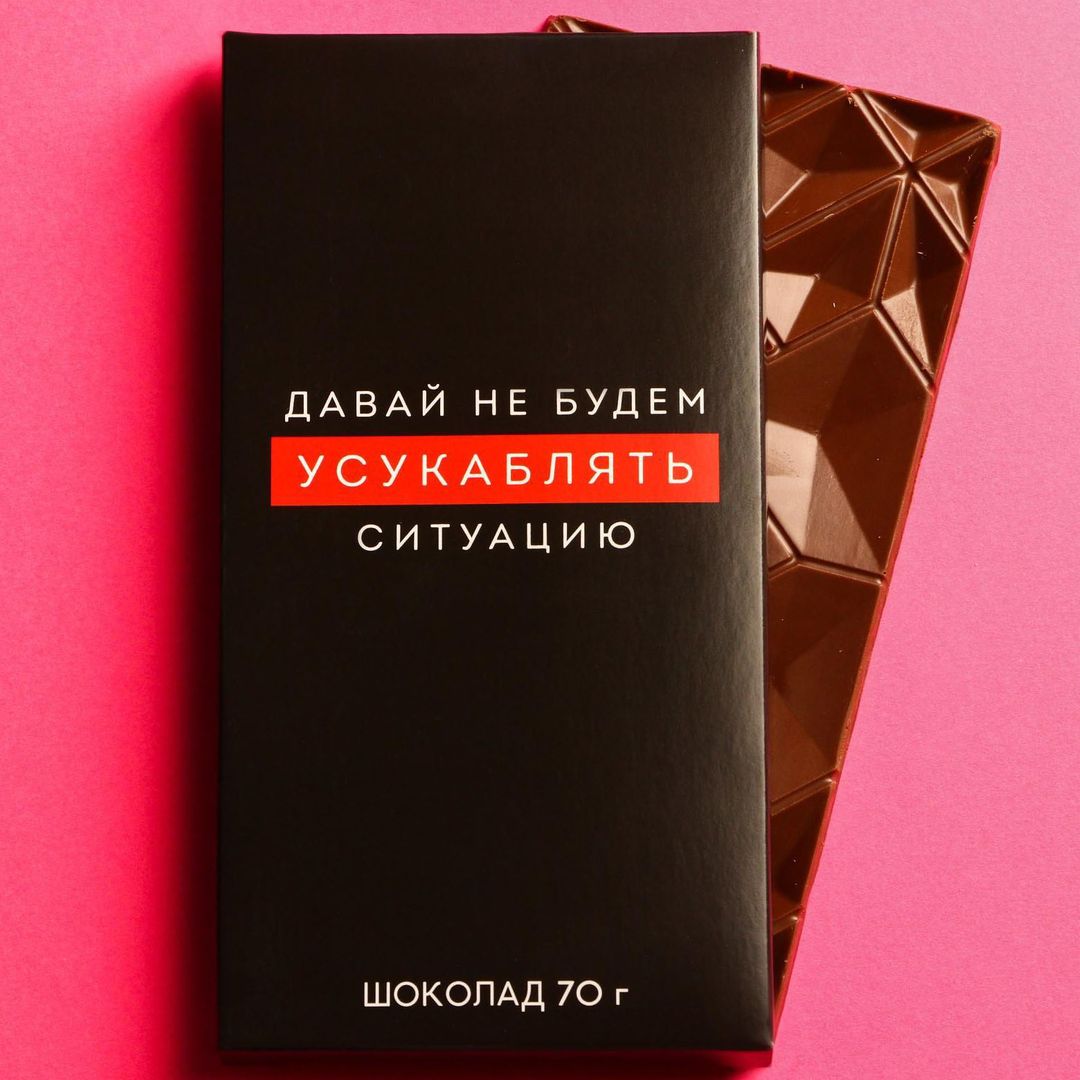 ДАВАЙ НЕ БУДЕМ
УСУКАБЛЯТЬ
СИТУАЦИЮ
ШОКОЛАД 70 г